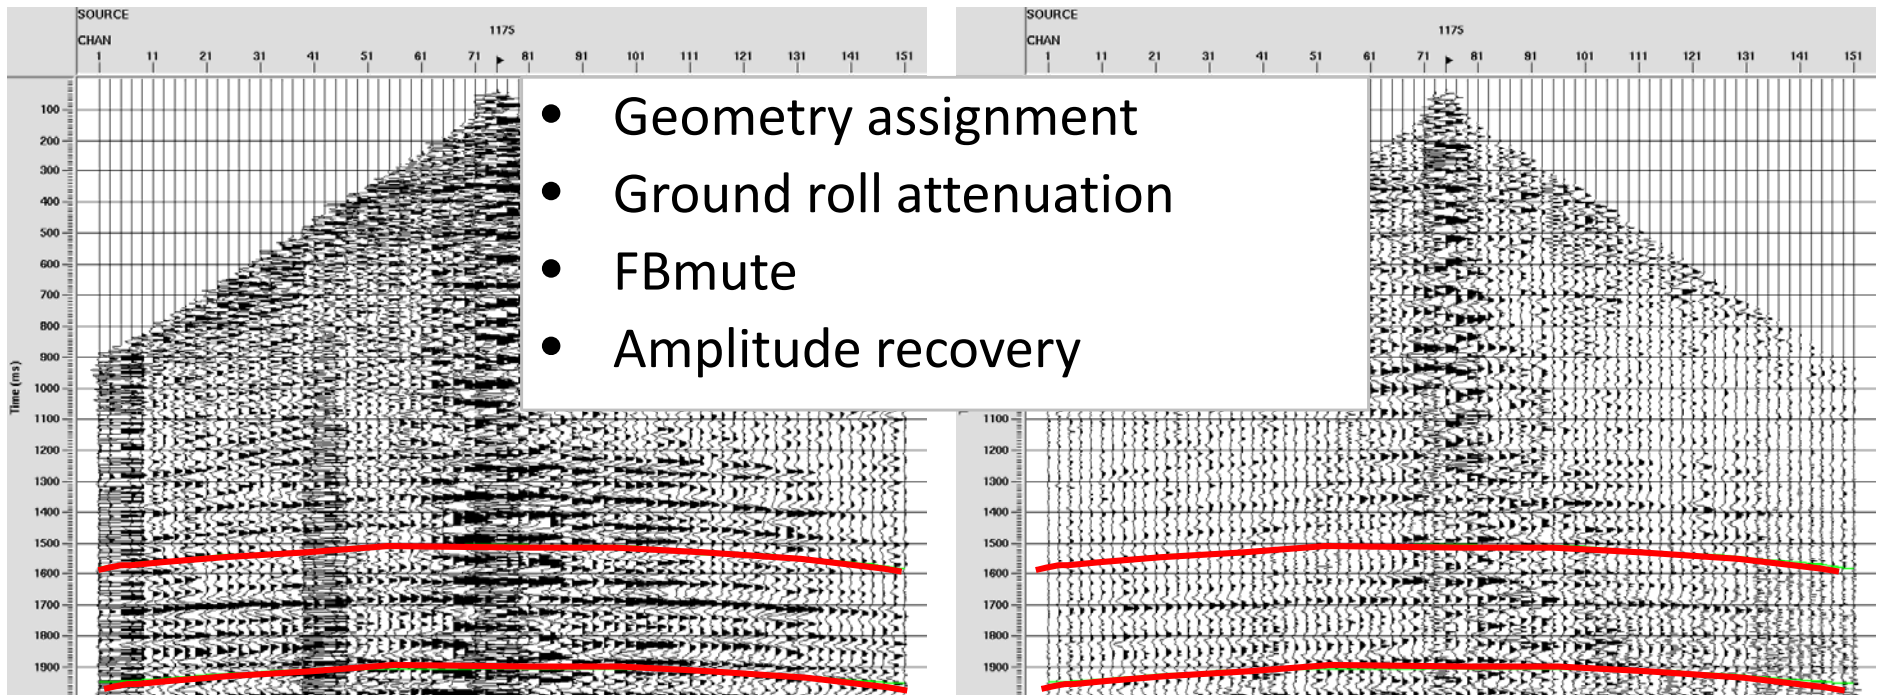 SOURCE
1175
CHAN
1 11 21 31 41 51 61 71 81 91 101 111 121 131 141 151
100
200
300
400
500
600
700
800
900
1000
1100
1200
1300
1400
1500
1600
1700
1800
1900
Time (ms)
• Geometry assignment
• Ground roll attenuation
• FBmute
• Amplitude recovery
SOURCE
1175
CHAN
1 11 21 31 41 51 61 71 81 91 101 111 121 131 141 151
1100
1200
1300
1400
1500
1600
1700
1800
1900